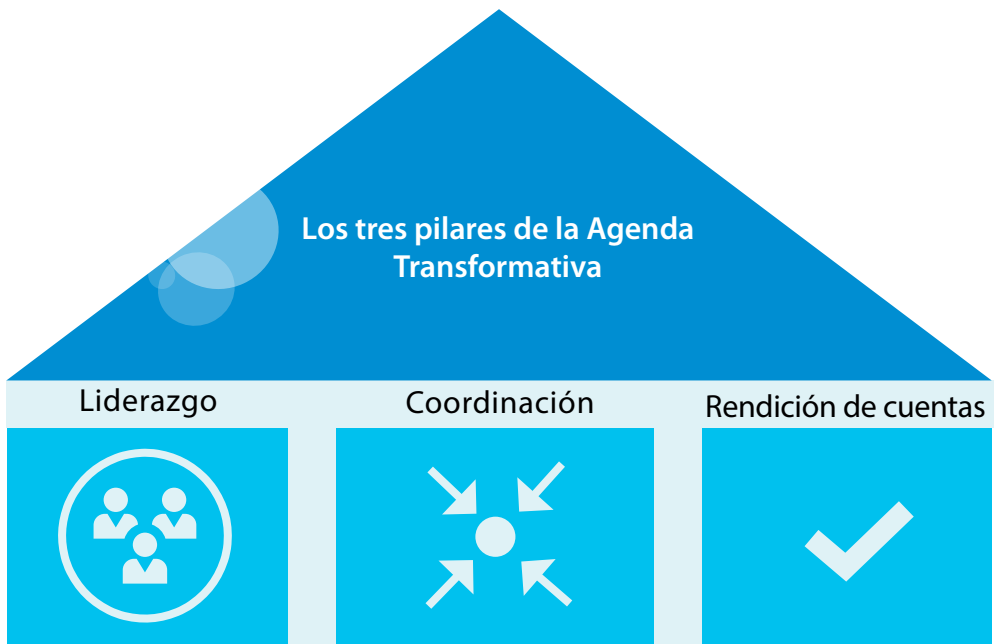 Los tres pilares de la Agenda
Transformativa
Liderazgo
Coordinación
Rendición de cuentas